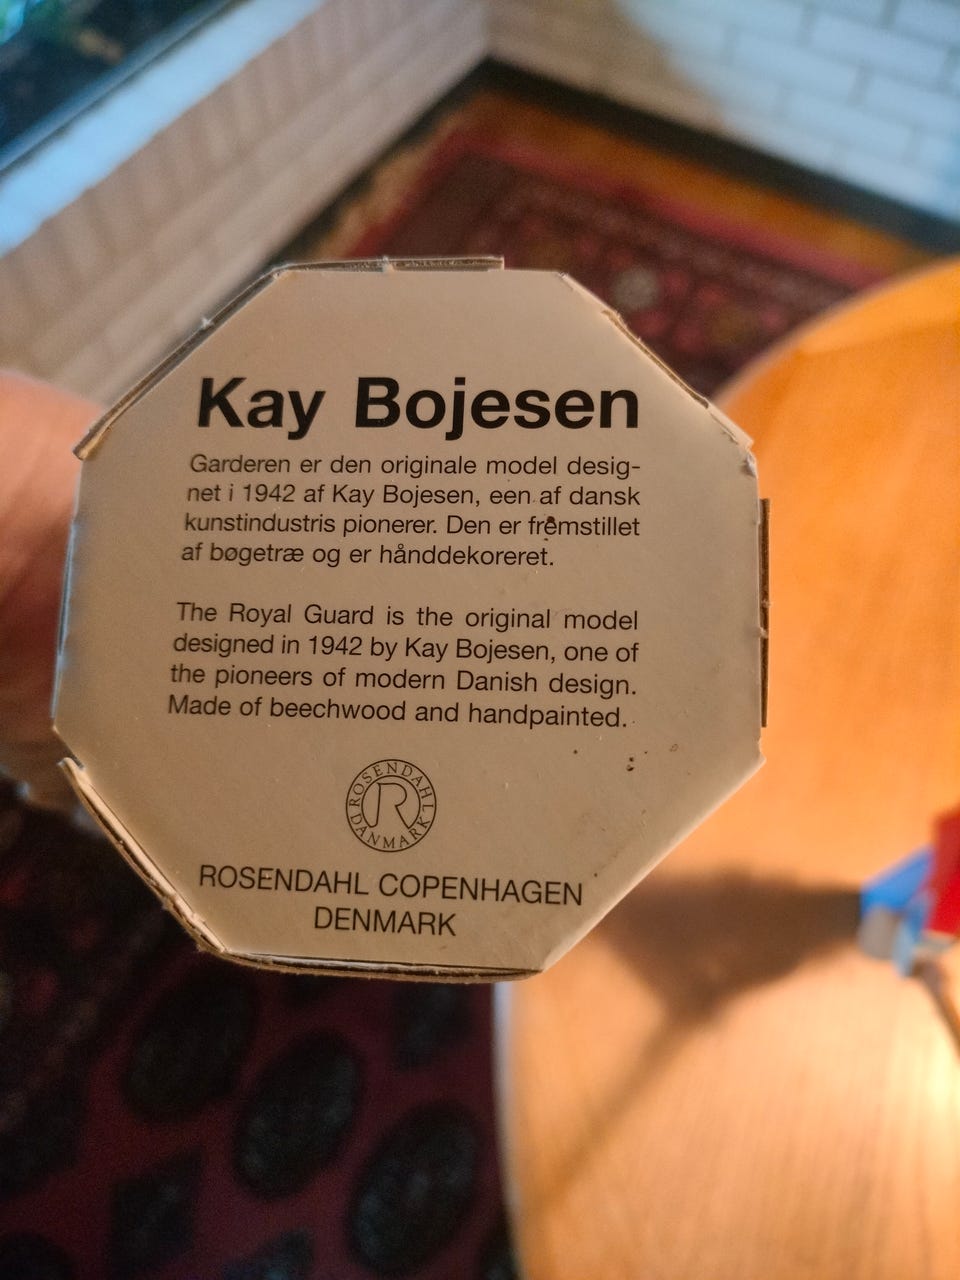 Kay Bojesen
Garderen er den originale model desig-
net i 1942 af Kay Bojesen, een af dansk
kunstindustris pionerer. Den er fremstillet
af bøgetræ og er hånddekoreret.
The Royal Guard is the original model
designed in 1942 by Kay Bojesen, one of
the pioneers of modern Danish design.
Made of beechwood and handpainted.
ROSENDAHL
R
DANMARK
ROSENDAHL COPENHAGEN
DENMARK